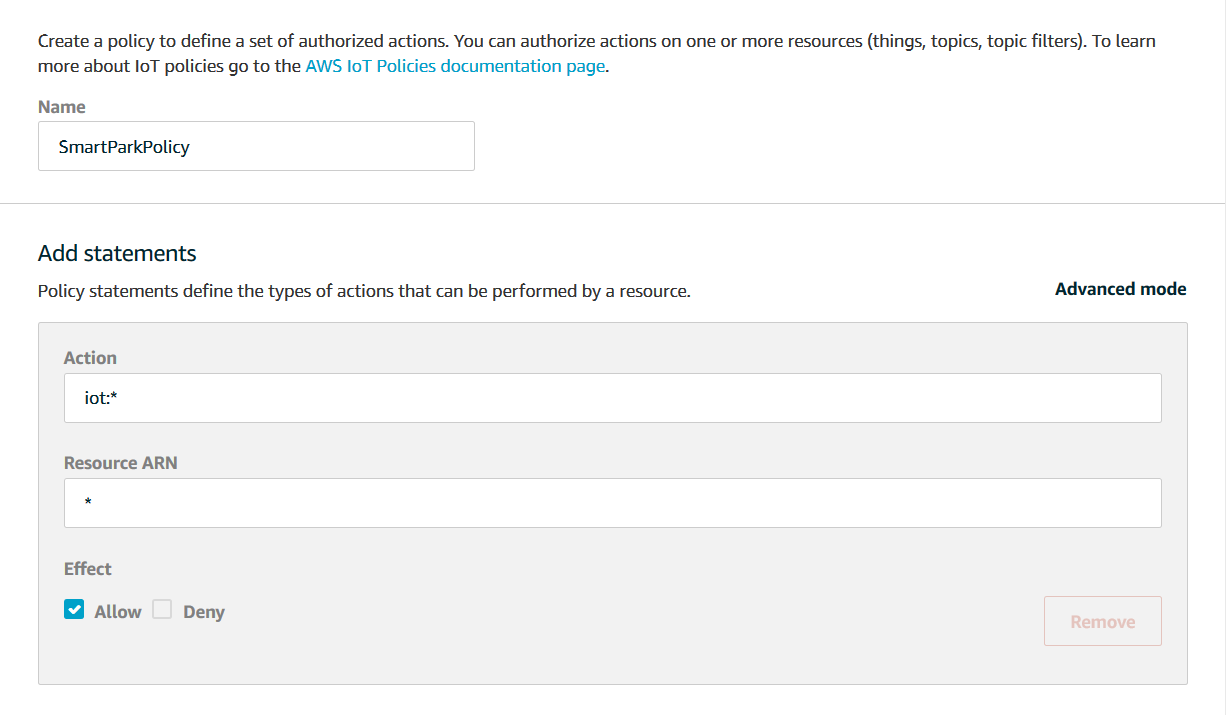 Create a policy to define a set of authorized actions. You can authorize actions on one or more resources (things, topics, topic filters). To learn
more about IoT policies go to the AWS IoT Policies documentation page.
Name
SmartParkPolicy
Add statements
Policy statements define the types of actions that can be performed by a resource.
Advanced mode
Action
iot:*
Resource ARN
*
Effect
Allow Deny
Remove